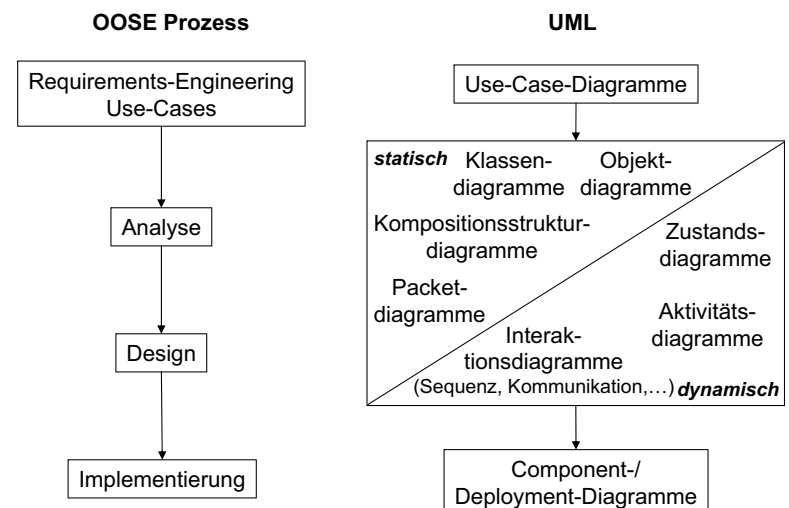 OOSE Prozess
Requirements-Engineering
Use-Cases
Analyse
Design
Implementierung
UML
Use-Case-Diagramme
statisch Klassen-
diagramme
Objekt-
diagramme
Kompositionsstruktur-
diagramme
Packet-
diagramme
Zustands-
diagramme
Aktivitäts-
diagramme
Interak-
tionsdiagramme
(Sequenz, Kommunikation,…) dynamisch
Component-/
Deployment-Diagramme